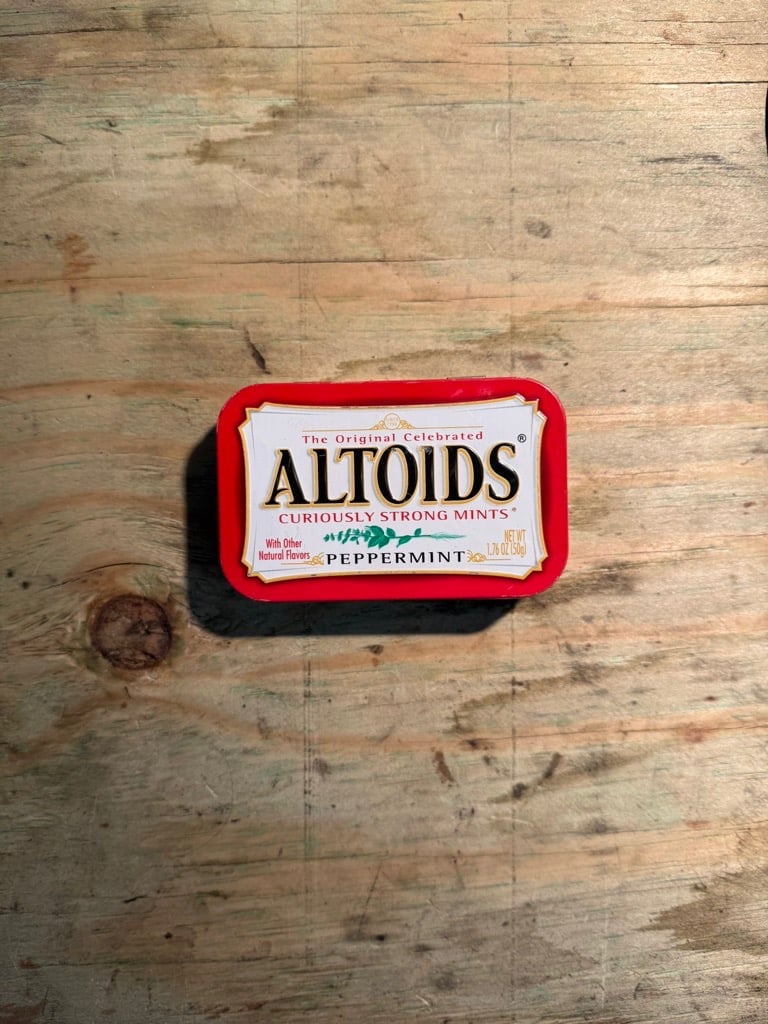 The Original Celebrated
ALTOIDS®
CURIOUSLY STRONG MINTS®
With Other
Natural Flavors
NET WT
1.76 OZ (50g)
PEPPERMINT